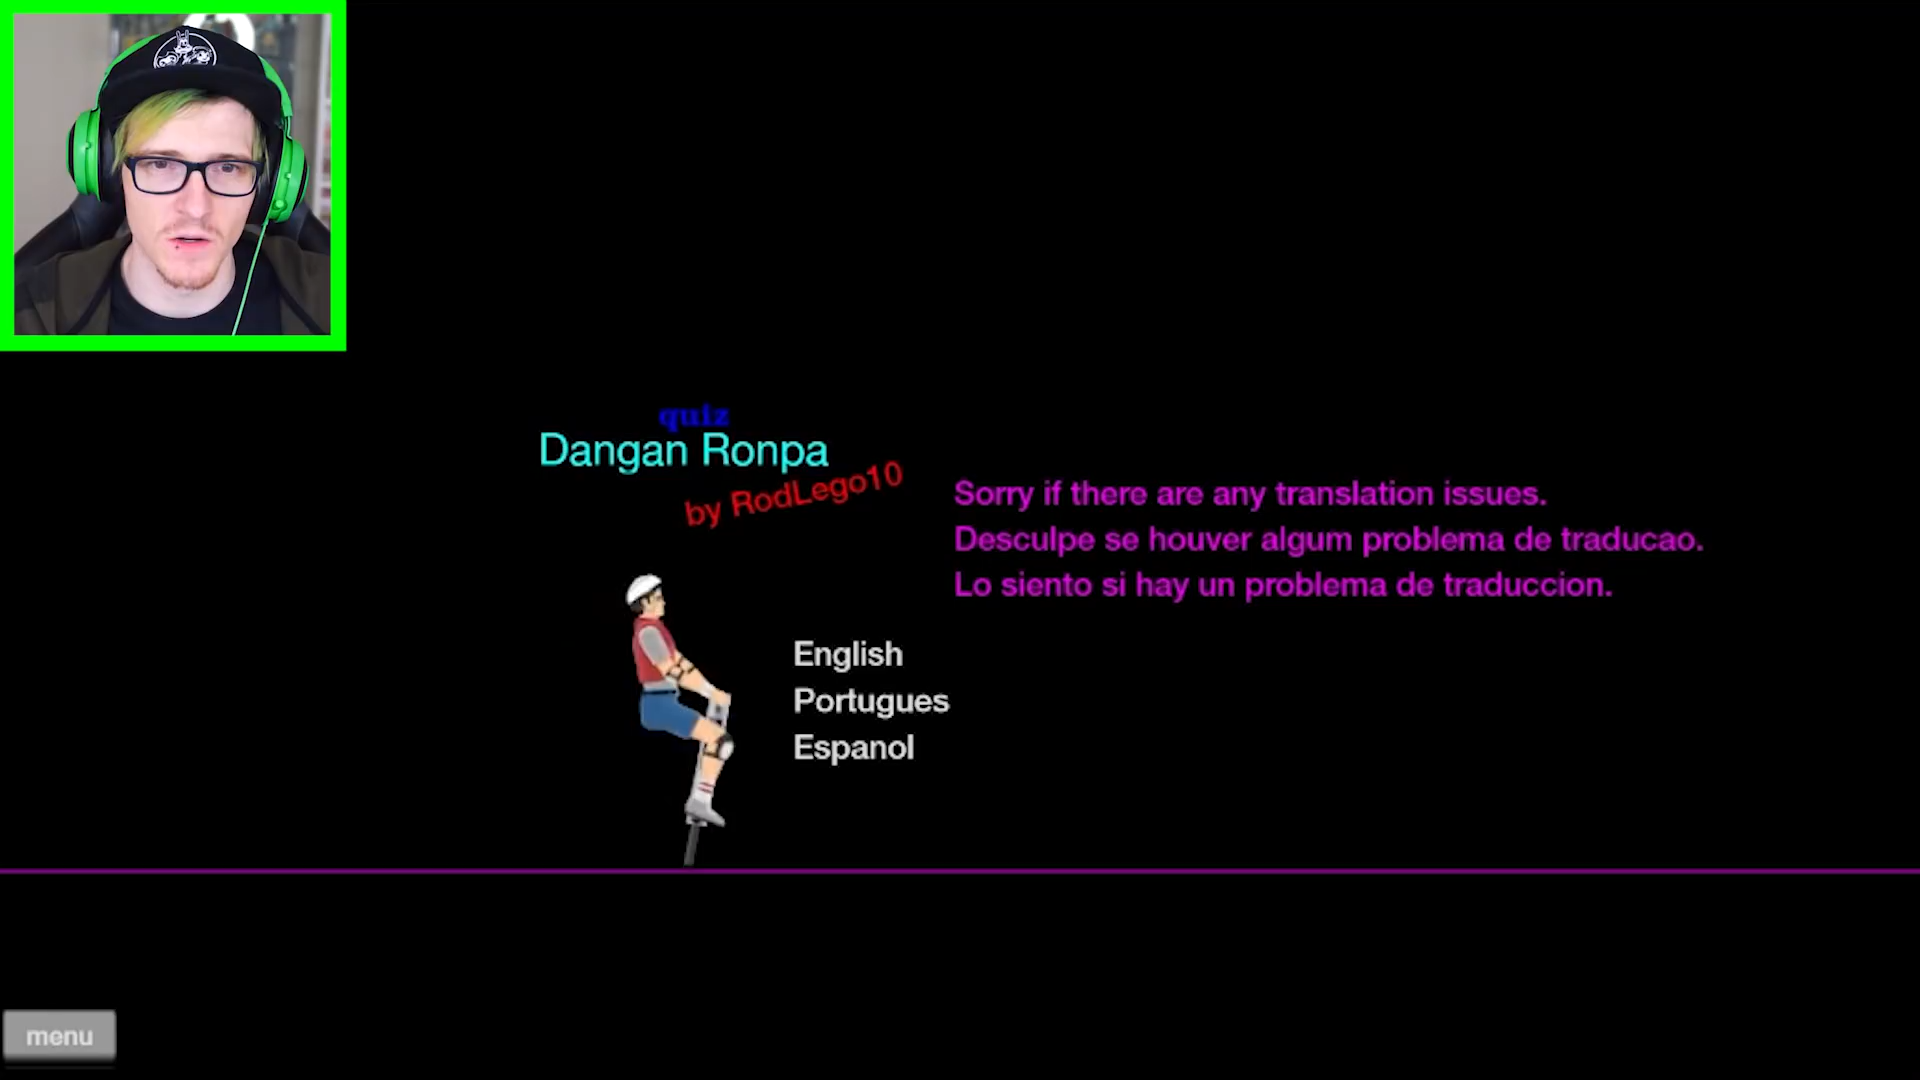 quiz
Dangan Ronpa
by RodLego10
Sorry if there are any translation issues.
Desculpe se houver algum problema de traducao.
Lo siento si hay un problema de traduccion.
English
Portugues
Espanol
menu